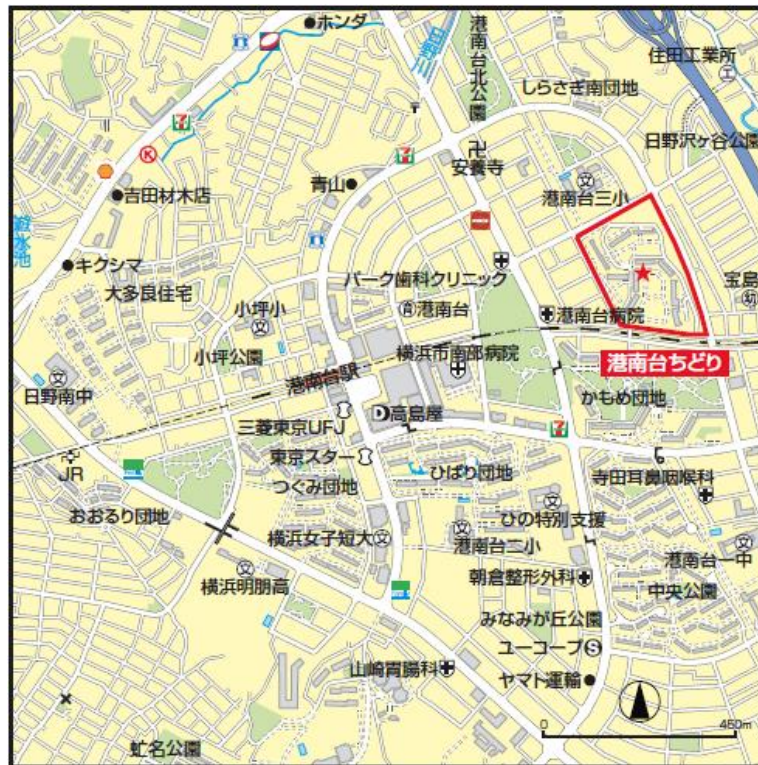 ホンダ
日野川
港南台北公園
住田工業所
しらさぎ南団地
日野沢ヶ谷公園
安養寺
青山
吉田材木店
港南台三小
遊水池
キクシマ
大多良住宅
パーク歯科クリニック
宝島
小坪小
港南台
港南台病院
小坪公園
横浜市南部病院
港南台駅
港南台ちどり
日野南中
かもめ団地
高島屋
三菱東京UFJ
東京スター
JR
ひばり団地
寺田耳鼻咽喉科
つぐみ団地
おおるり団地
横浜女子短大
ひの特別支援
港南台二小
港南台一中
横浜明朋高
朝倉整形外科
中央公園
みなみが丘公園
ユーコープ
山崎胃腸科
ヤマト運輸
0 450m
虻名公園